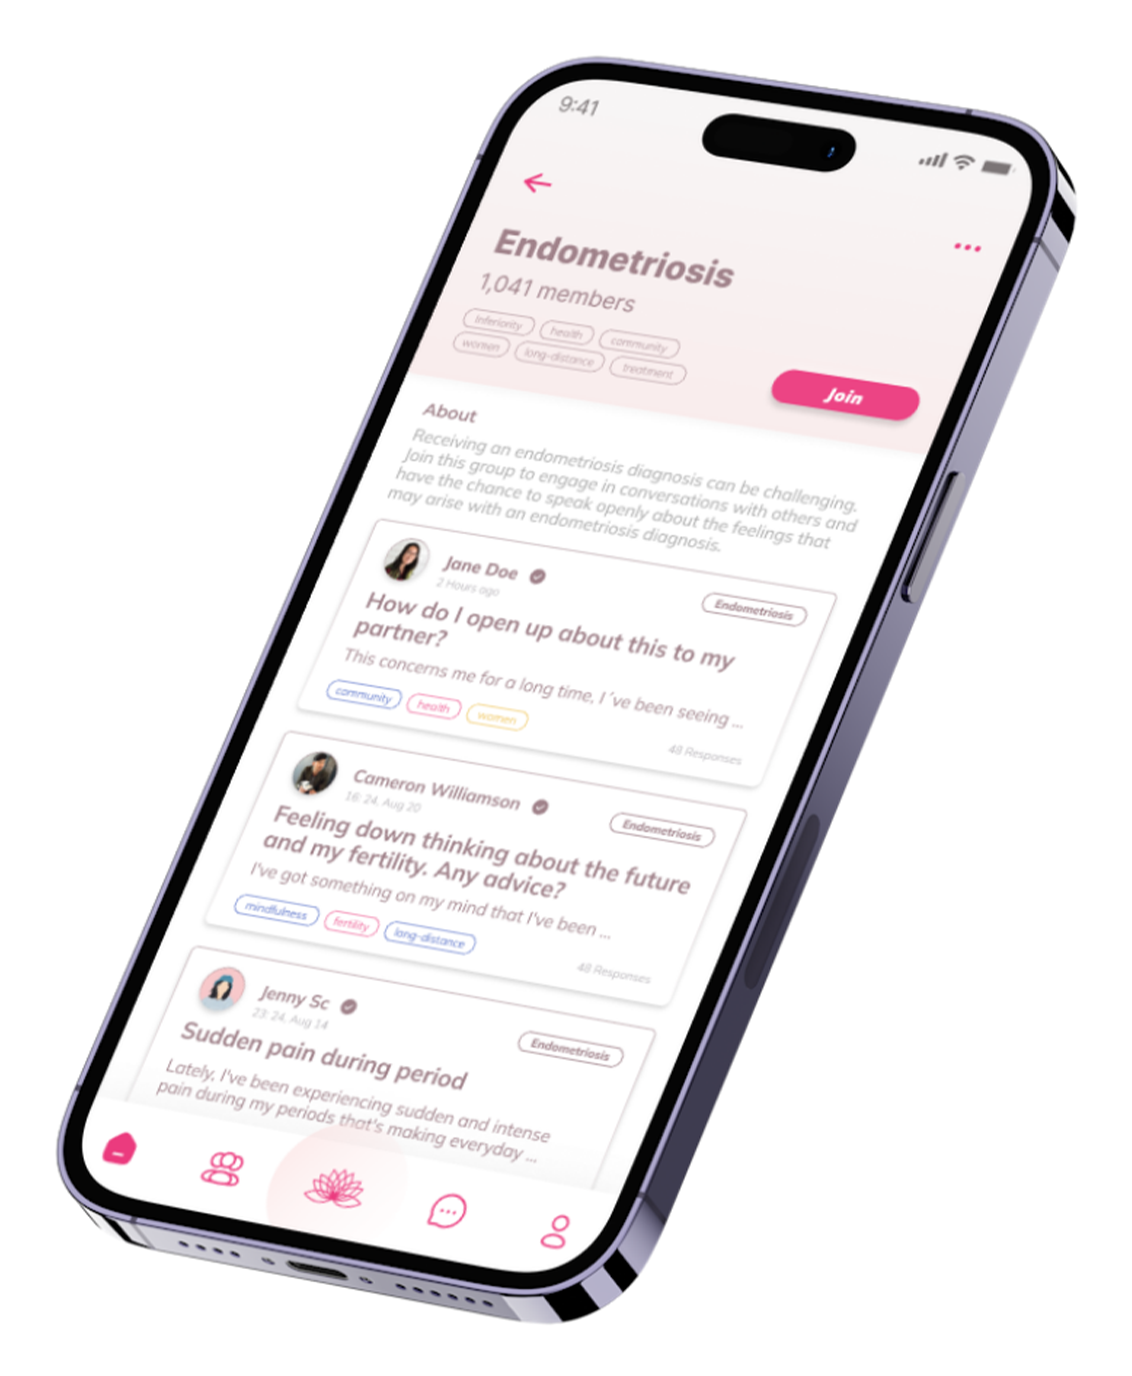 9:41
Endometriosis
1,041 members
Inferiority health community
women long-distance treatment
Join
About
Receiving an endometriosis diagnosis can be challenging.
Join this group to engage in conversations with others and
have the chance to speak openly about the feelings that
may arise with an endometriosis diagnosis.
Jane Doe
2 Hours ago
Endometriosis
How do I open up about this to my
partner?
This concerns me for a long time, I´ve been seeing ...
community health women
48 Responses
Cameron Williamson
16:24, Aug 20
Endometriosis
Feeling down thinking about the future
and my fertility. Any advice?
I've got something on my mind that I've been ...
mindfulness fertility long-distance
48 Responses
Jenny Sc
23:24, Aug 14
Endometriosis
Sudden pain during period
Lately, I've been experiencing sudden and intense
pain during my periods that's making everyday ...